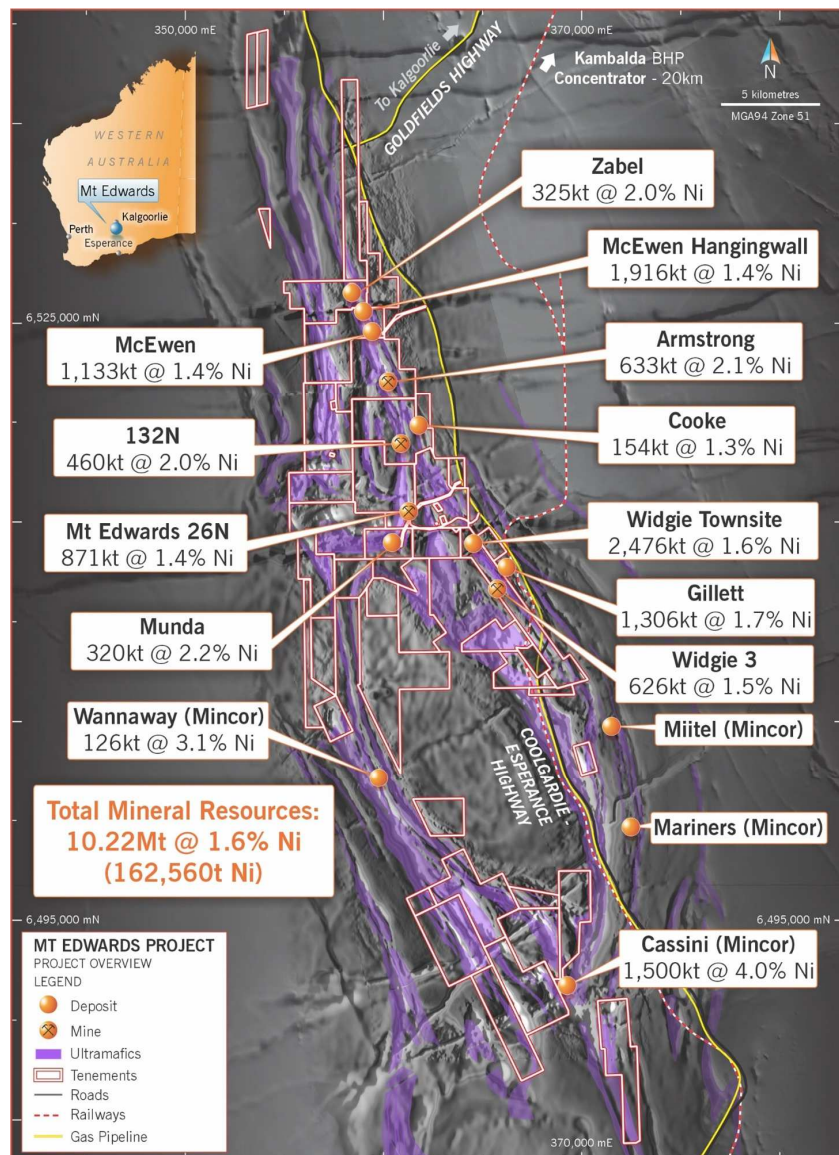 350,000 mE
370,000 mE
To Kalgoorlie
GOLDFIELDS HIGHWAY
Kambalda BHP
Concentrator - 20km
N
5 kilometres
MGA94 Zone 51
WESTERN
AUSTRALIA
Mt Edwards
Kalgoorlie
Perth
Esperance
Zabel
325kt @ 2.0% Ni
McEwen Hangingwall
1,916kt @ 1.4% Ni
6,525,000 mN
McEwen
1,133kt @ 1.4% Ni
Armstrong
633kt @ 2.1% Ni
132N
460kt @ 2.0% Ni
Cooke
154kt @ 1.3% Ni
Mt Edwards 26N
871kt @ 1.4% Ni
Widgie Townsite
2,476kt @ 1.6% Ni
Gillett
1,306kt @ 1.7% Ni
Munda
320kt @ 2.2% Ni
Widgie 3
626kt @ 1.5% Ni
Wannaway (Mincor)
126kt @ 3.1% Ni
Miitel (Mincor)
COOLGARDIE -
ESPERANCE
HIGHWAY
Total Mineral Resources:
10.22Mt @ 1.6% Ni
(162,560t Ni)
Mariners (Mincor)
6,495,000 mN
6,495,000 mN
Cassini (Mincor)
1,500kt @ 4.0% Ni
MT EDWARDS PROJECT
PROJECT OVERVIEW
LEGEND
Deposit
Mine
Ultramafics
Tenements
Roads
Railways
Gas Pipeline
370,000 mE